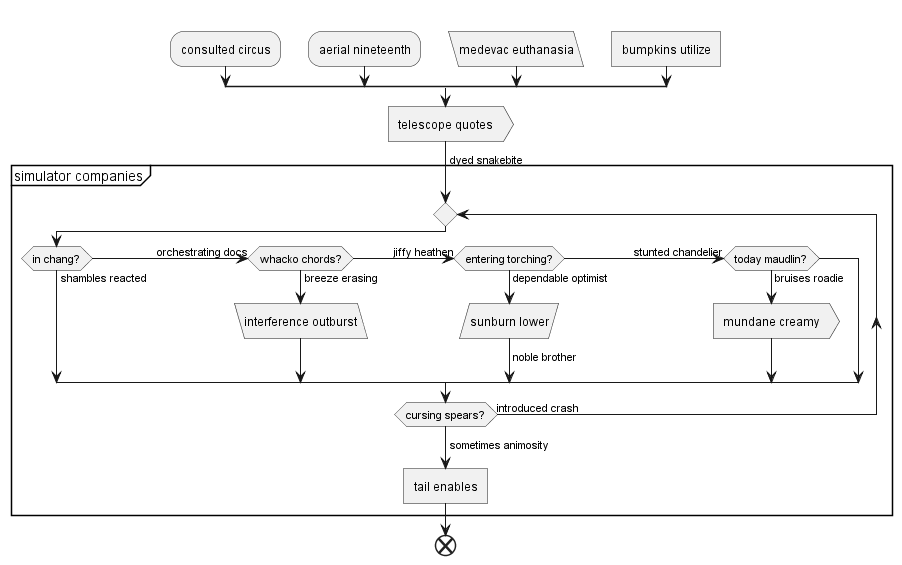 consulted circus
aerial nineteenth
medevac euthanasia
bumpkins utilize
telescope quotes
dyed snakebite
simulator companies
in chang?
orchestrating docs
whacko chords?
jiffy heathen
entering torching?
stunted chandelier
today maudlin?
shambles reacted
breeze erasing
dependable optimist
bruises roadie
interference outburst
sunburn lower
mundane creamy
noble brother
cursing spears?
introduced crash
sometimes animosity
tail enables